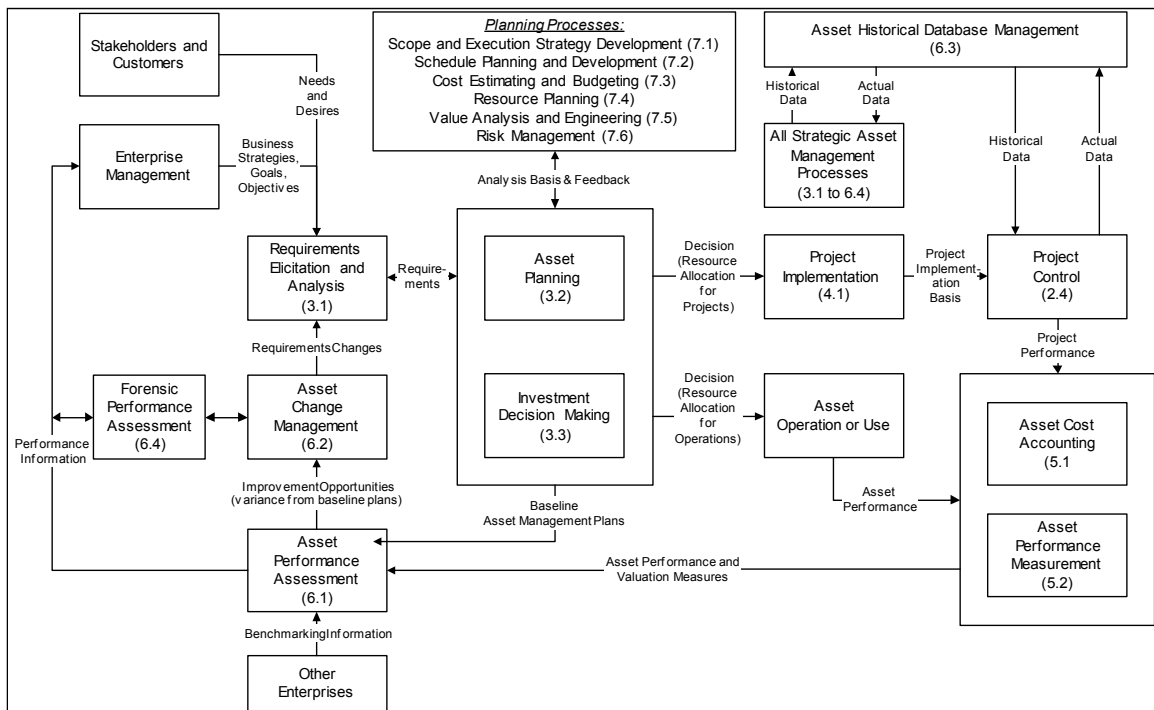 Stakeholders and
Customers
Needs
and
Desires
Enterprise
Management
Business
Strategies,
Goals,
Objectives
Planning Processes:
Scope and Execution Strategy Development (7.1)
Schedule Planning and Development (7.2)
Cost Estimating and Budgeting (7.3)
Resource Planning (7.4)
Value Analysis and Engineering (7.5)
Risk Management (7.6)
Analysis Basis & Feedback
Asset Historical Database Management
(6.3)
Historical
Data
Actual
Data
All Strategic Asset
Management
Processes
(3.1 to 6.4)
Historical
Data
Actual
Data
Requirements
Elicitation and
Analysis
(3.1)
Require-
ments
Asset
Planning
(3.2)
Decision
(Resource
Allocation
for
Projects)
Project
Implementation
(4.1)
Project
Implement-
ation
Basis
Project
Control
(2.4)
Project
Performance
Requirements Changes
Forensic
Performance
Assessment
(6.4)
Asset
Change
Management
(6.2)
Investment
Decision Making
(3.3)
Decision
(Resource
Allocation
for
Operations)
Asset
Operation or Use
Asset Cost
Accounting
(5.1
Performance
Information
Improvement Opportunities
(variance from baseline plans)
Baseline
Asset Management Plans
Asset
Performance
Asset
Performance
Assessment
(6.1)
Asset Performance and
Valuation Measures
Asset
Performance
Measurement
(5.2)
Benchmarking Information
Other
Enterprises